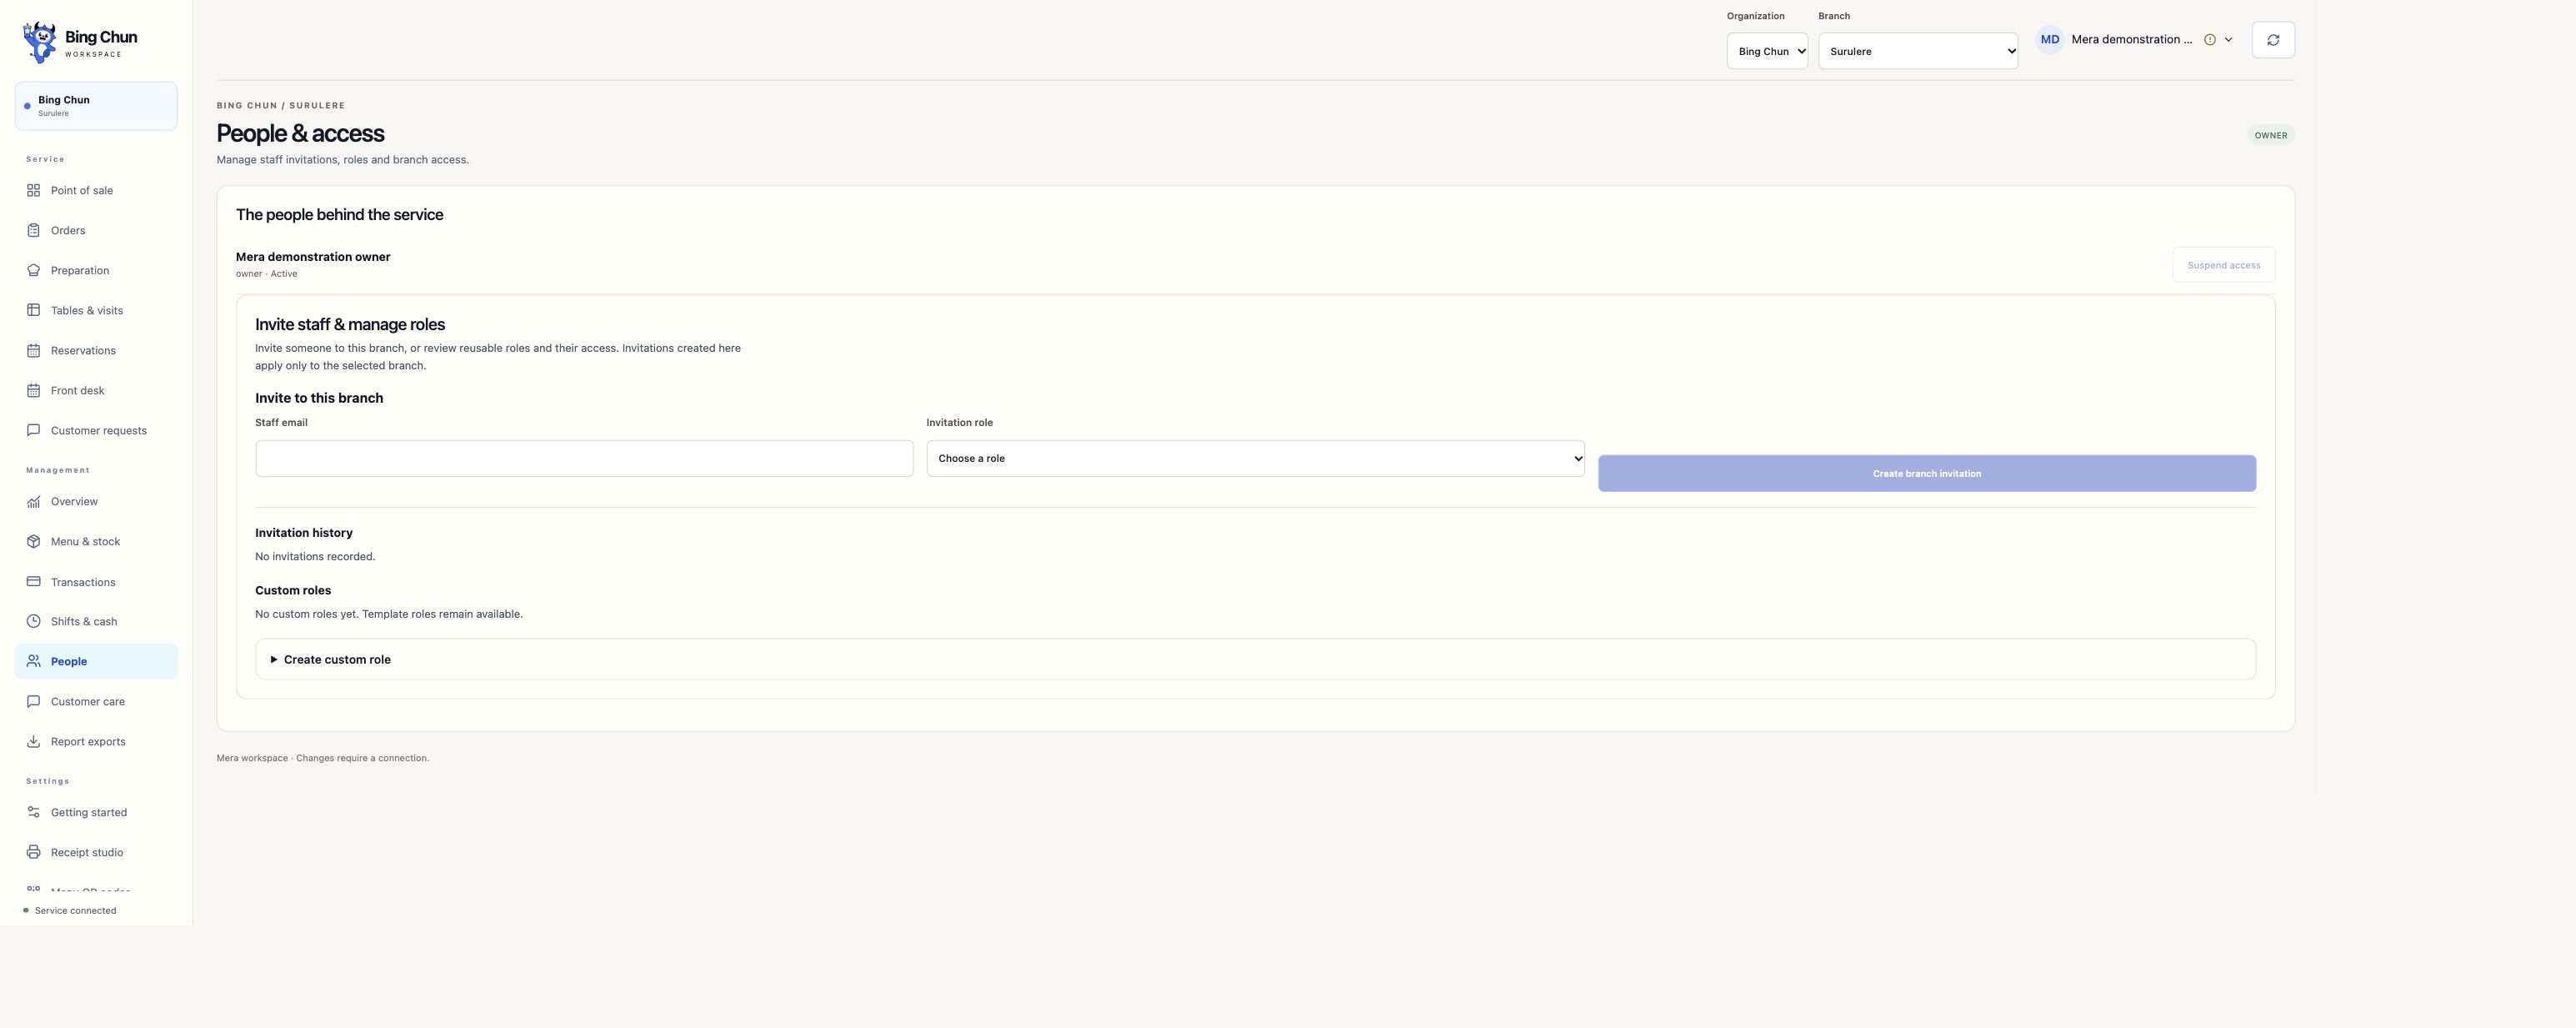 Bing Chun
WORKSPACE
Bing Chun
Surulere
Service
Point of sale
Orders
Preparation
Tables & visits
Reservations
Front desk
Customer requests
Management
Overview
Menu & stock
Transactions
Shifts & cash
People
Customer care
Report exports
Settings
Getting started
Receipt studio
Menu QR codes
Service connected
Organization
Bing Chun
Branch
Surulere
MD
Mera demonstration ...
BING CHUN / SURULERE
People & access
Manage staff invitations, roles and branch access.
OWNER
The people behind the service
Mera demonstration owner
owner · Active
Suspend access
Invite staff & manage roles
Invite someone to this branch, or review reusable roles and their access. Invitations created here
apply only to the selected branch.
Invite to this branch
Staff email
Invitation role
Choose a role
Create branch invitation
Invitation history
No invitations recorded.
Custom roles
No custom roles yet. Template roles remain available.
Create custom role
Mera workspace · Changes require a connection.